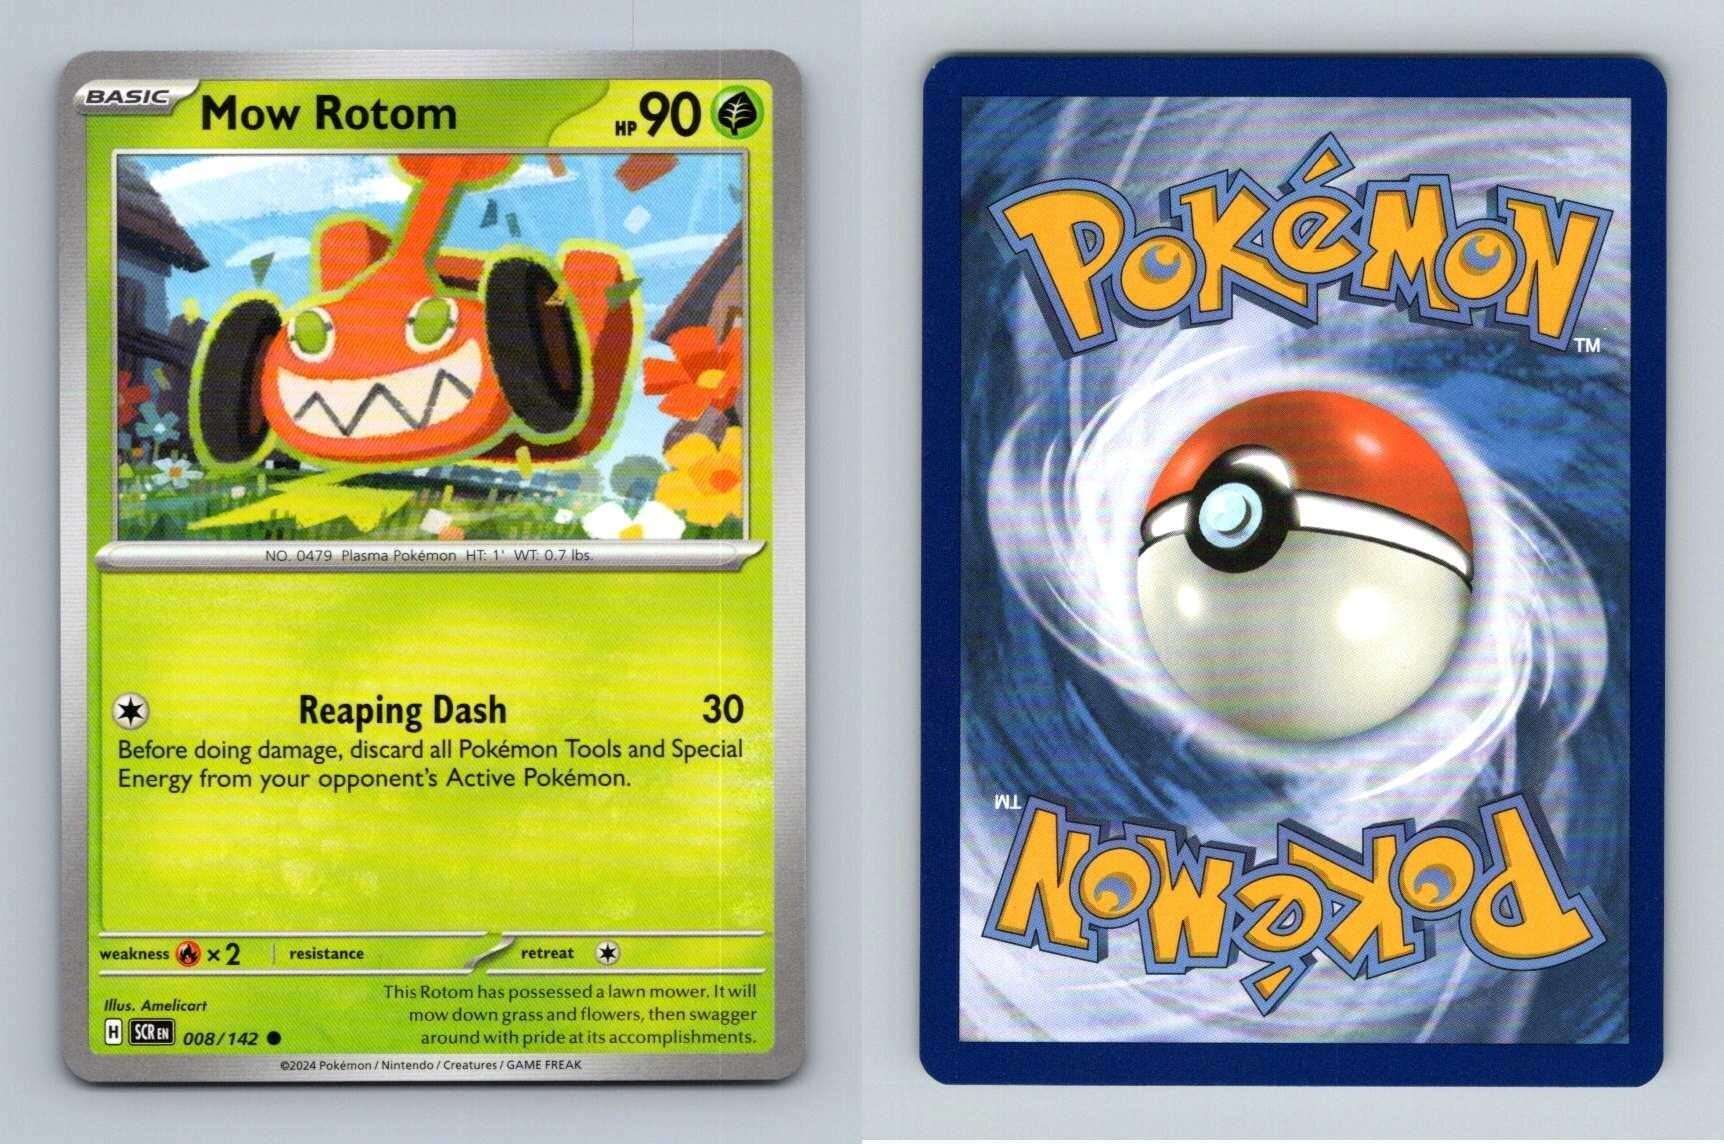 BASIC
Mow Rotom
HP 90
NO. 0479 Plasma Pokémon HT: 1' WT: 0.7 lbs.
Reaping Dash 30
Before doing damage, discard all Pokémon Tools and Special
Energy from your opponent's Active Pokémon.
weakness ×2 resistance retreat
Illus. Amelicart
This Rotom has possessed a lawn mower. It will
mow down grass and flowers, then swagger
around with pride at its accomplishments.
H SCR EN 008/142
©2024 Pokémon / Nintendo / Creatures / GAME FREAK
POKéMON
TM
TM
POKéMON